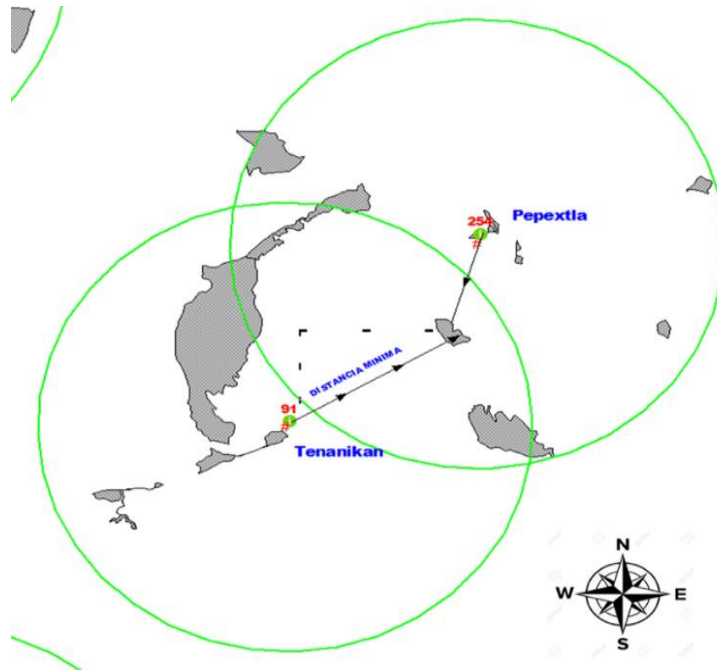 254
Pepextla
#
DISTANCIA MINIMA
91
#
Tenanikan
N
W E
S